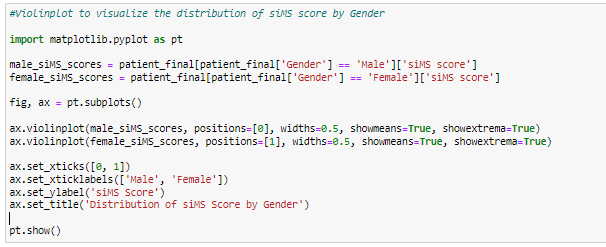 #Violinplot to visualize the distribution of siMS score by Gender
import matplotlib.pyplot as pt
male_siMS_scores = patient_final[patient_final['Gender'] == 'Male']['siMS score']
female_siMS_scores = patient_final[patient_final['Gender'] == 'Female']['siMS score']
fig, ax = pt.subplots()
ax.violinplot(male_siMS_scores, positions=[0], widths=0.5, showmeans=True, showextrema=True)
ax.violinplot(female_siMS_scores, positions=[1], widths=0.5, showmeans=True, showextrema=True)
ax.set_xticks([0, 1])
ax.set_xticklabels(['Male', 'Female'])
ax.set_ylabel('siMS Score')
ax.set_title('Distribution of siMS Score by Gender')
pt.show()